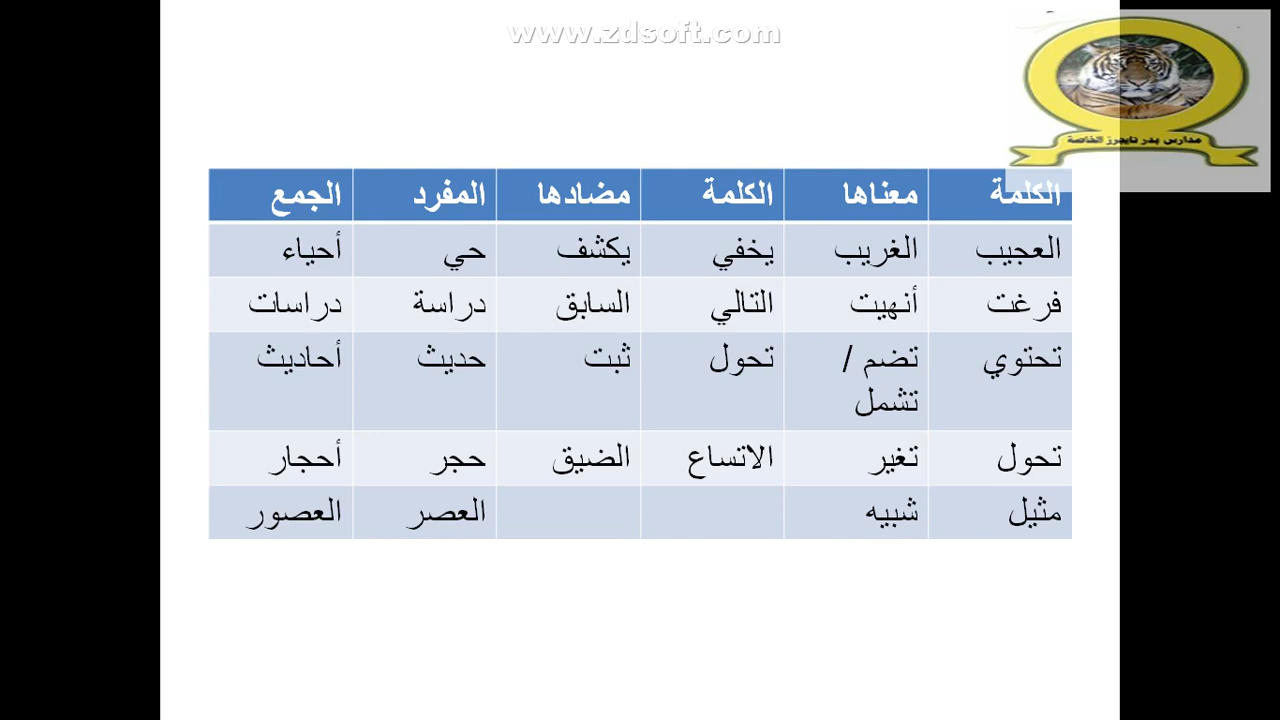 www.zdsoft.com
مدارس بدر تايجرز الخاصة
الكلمة معناها الكلمة مضادها المفرد الجمع
العجيب الغريب يخفي يكشف حي أحياء
فرغت أنهيت التالي السابق دراسة دراسات
تحتوي تضم / تشمل تحول ثبت حديث أحاديث
تحول تغير الاتساع الضيق حجر أحجار
مثيل شبيه العصر العصور